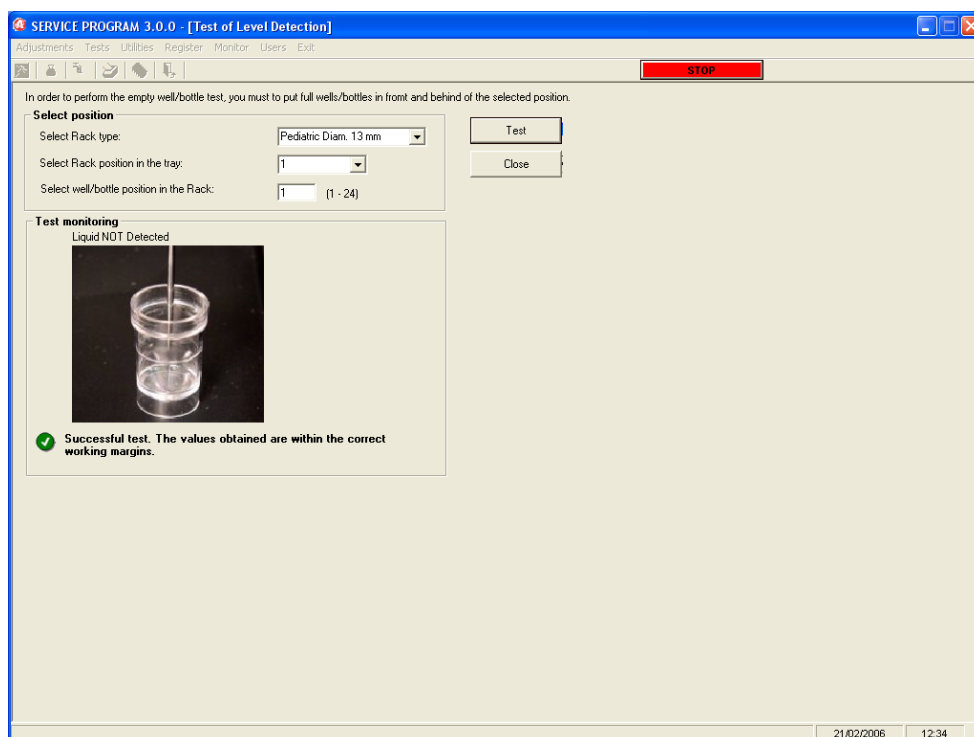 SERVICE PROGRAM 3.0.0 - [Test of Level Detection]
Adjustments Tests Utilities Register Monitor Users Exit
STOP
In order to perform the empty well/bottle test, you must to put full wells/bottles in fromt and behind of the selected position.
Select position
Select Rack type: Pediatric Diam. 13 mm
Select Rack position in the tray: 1
Select well/bottle position in the Rack: 1 (1 - 24)
Test
Close
Test monitoring
Liquid NOT Detected
Successful test. The values obtained are within the correct
working margins.
21/02/2006 12:34